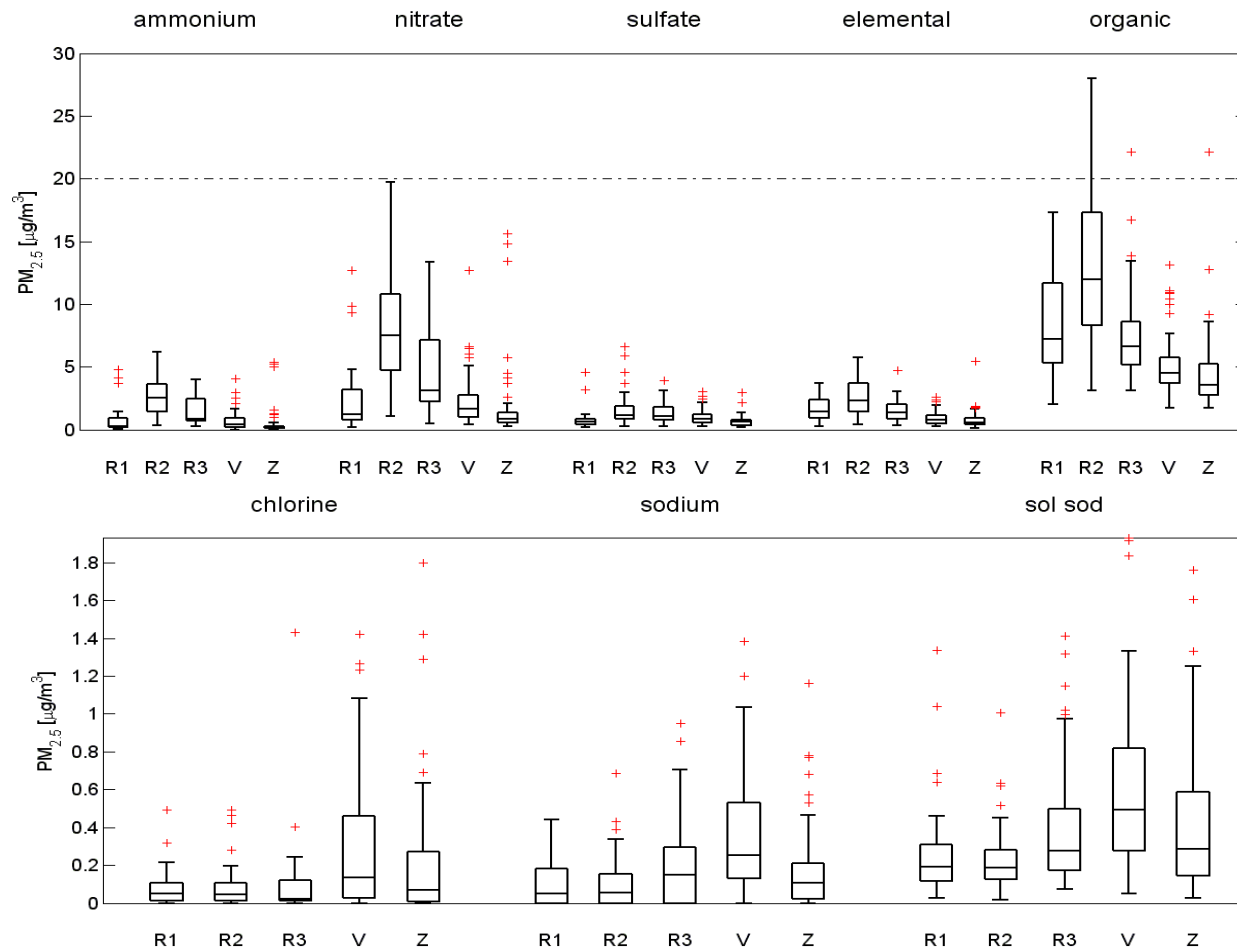 ammonium nitrate sulfate elemental organic
30
25
20
15
10
5
0
PM2.5 [μg/m3]
R1 R2 R3 V Z R1 R2 R3 V Z R1 R2 R3 V Z R1 R2 R3 V Z R1 R2 R3 V Z
chlorine sodium sol sod
1.8
1.6
1.4
1.2
1
0.8
0.6
0.4
0.2
0
PM2.5 [μg/m3]
R1 R2 R3 V Z R1 R2 R3 V Z R1 R2 R3 V Z